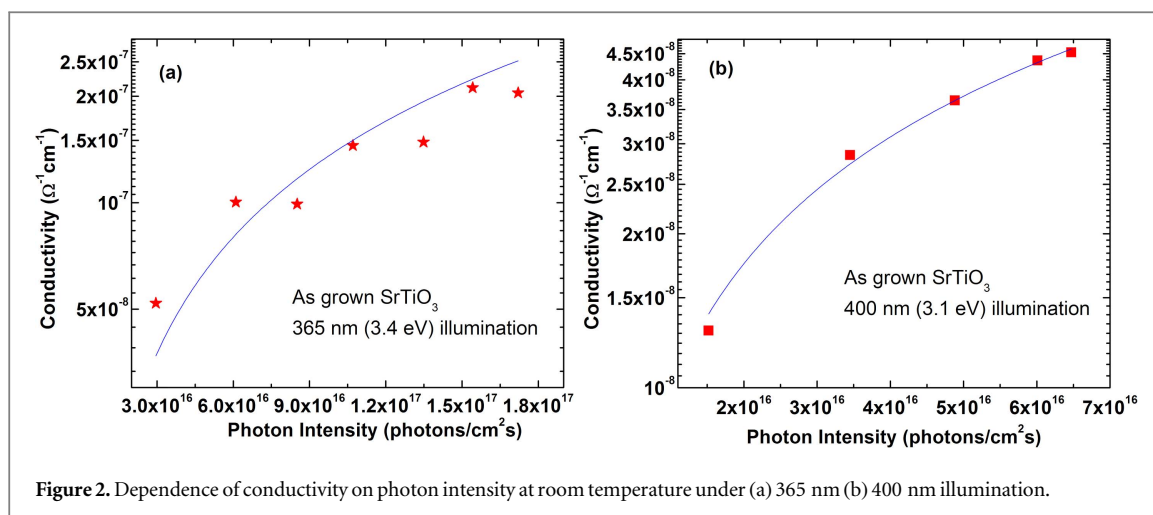 (a)
Conductivity (Ω⁻¹cm⁻¹)
2.5x10⁻⁷
2x10⁻⁷
1.5x10⁻⁷
10⁻⁷
5x10⁻⁸
As grown SrTiO₃
365 nm (3.4 eV) illumination
3.0x10¹⁶ 6.0x10¹⁶ 9.0x10¹⁶ 1.2x10¹⁷ 1.5x10¹⁷ 1.8x10¹⁷
Photon Intensity (photons/cm²s)
(b)
Conductivity (Ω⁻¹cm⁻¹)
4.5x10⁻⁸
4x10⁻⁸
3.5x10⁻⁸
3x10⁻⁸
2.5x10⁻⁸
2x10⁻⁸
1.5x10⁻⁸
10⁻⁸
As grown SrTiO₃
400 nm (3.1 eV) illumination
2x10¹⁶ 3x10¹⁶ 4x10¹⁶ 5x10¹⁶ 6x10¹⁶ 7x10¹⁶
Photon Intensity (photons/cm²s)
Figure 2. Dependence of conductivity on photon intensity at room temperature under (a) 365 nm (b) 400 nm illumination.